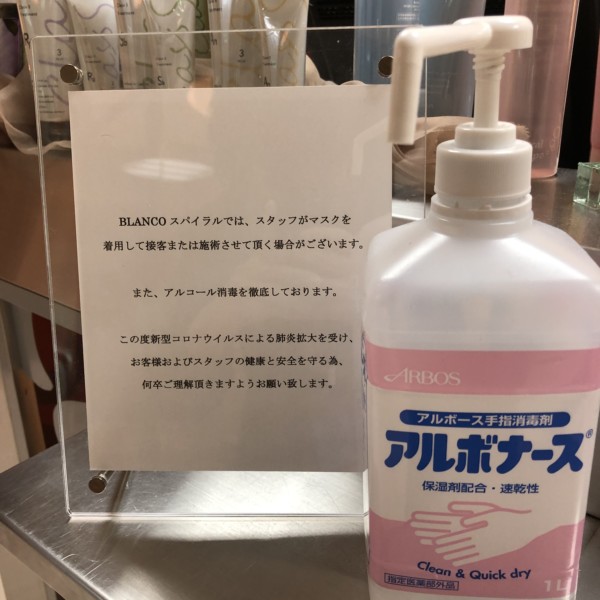 BLANCO スパイラルでは、スタッフがマスクを
着用して接客または施術させて頂く場合がございます。
また、アルコール消毒を徹底しております。
この度新型コロナウイルスによる肺炎拡大を受け、
お客様およびスタッフの健康と安全を守る為、
何卒ご理解頂きますようお願い致します。
ARBOS
アルボース手指消毒剤
アルボナース®
保湿剤配合・速乾性
Clean & Quick dry
指定医薬部外品
1L